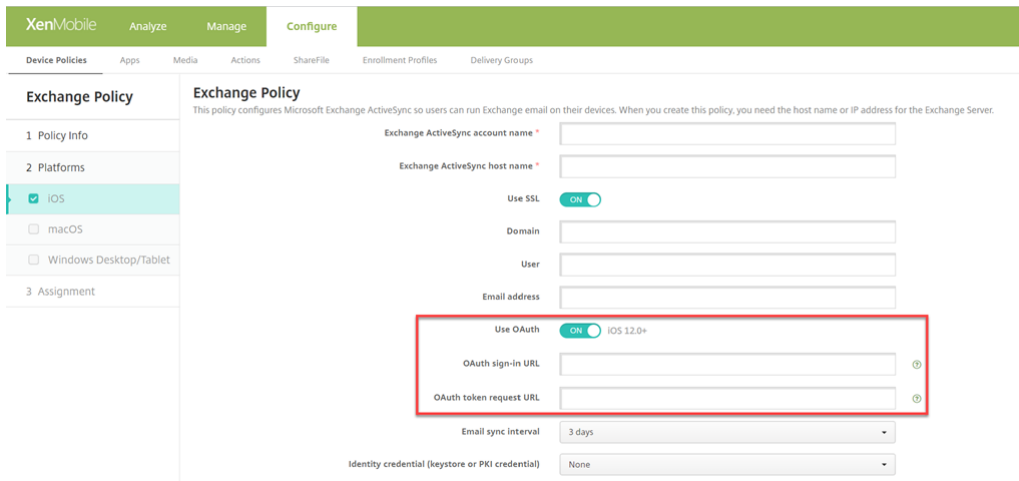 XenMobile Analyze Manage Configure
Device Policies Apps Media Actions ShareFile Enrollment Profiles Delivery Groups
Exchange Policy
1 Policy Info
2 Platforms
iOS
macOS
Windows Desktop/Tablet
3 Assignment
Exchange Policy
This policy configures Microsoft Exchange ActiveSync so users can run Exchange email on their devices. When you create this policy, you need the host name or IP address for the Exchange Server.
Exchange ActiveSync account name *
Exchange ActiveSync host name *
Use SSL ON
Domain
User
Email address
Use OAuth ON iOS 12.0+
OAuth sign-in URL ?
OAuth token request URL ?
Email sync interval 3 days
Identity credential (keystore or PKI credential) None